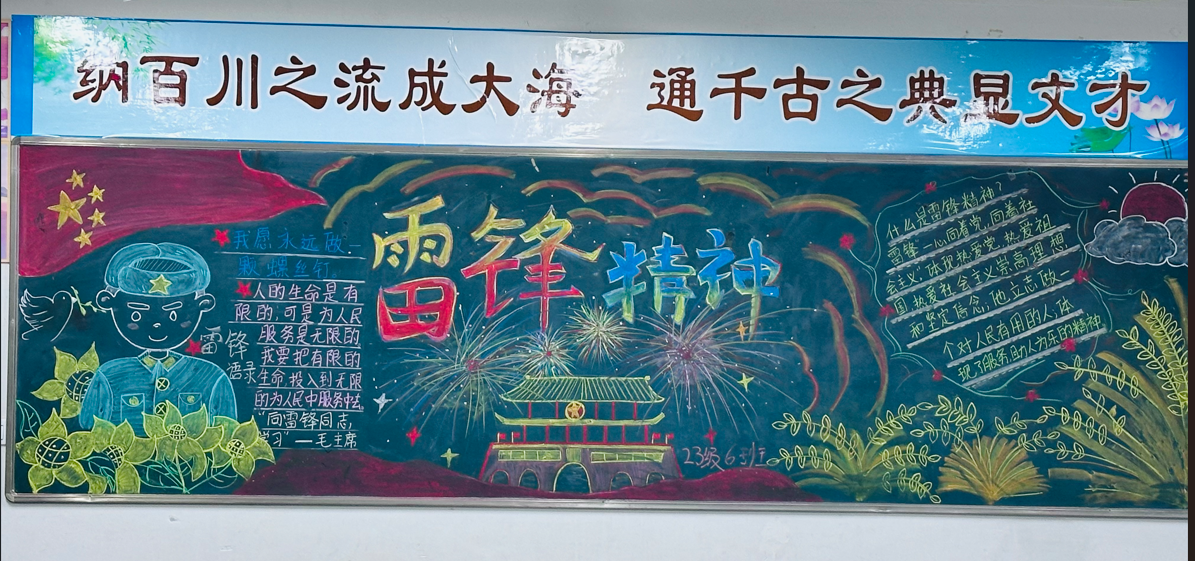 纳百川之流成大海 通千古之典显文才
雷锋精神
我愿永远做一
颗螺丝钉
雷锋
语录
人的生命是有
限的,可是为人民
服务是无限的
我要把有限的
生命投入到无限
的为人民中服务中去
“向雷锋同志,
学习”—毛主席
23级6班
什么是雷锋精神?
雷锋一心向着党,向着社
会主义“体现热爱党,热爱祖
国,热爱社会主义崇高理想,
和坚定信念,他立志做一
个对人民有用的人,体
现了服务,助人为乐的精神